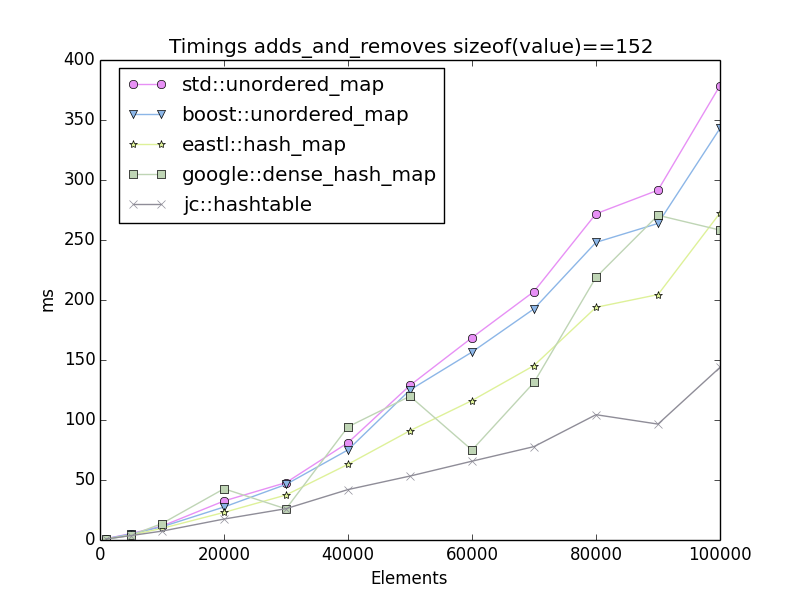 Timings adds_and_removes sizeof(value)==152
400
350
300
250
200
150
100
50
0
ms
std::unordered_map
boost::unordered_map
eastl::hash_map
google::dense_hash_map
jc::hashtable
0 20000 40000 60000 80000 100000
Elements